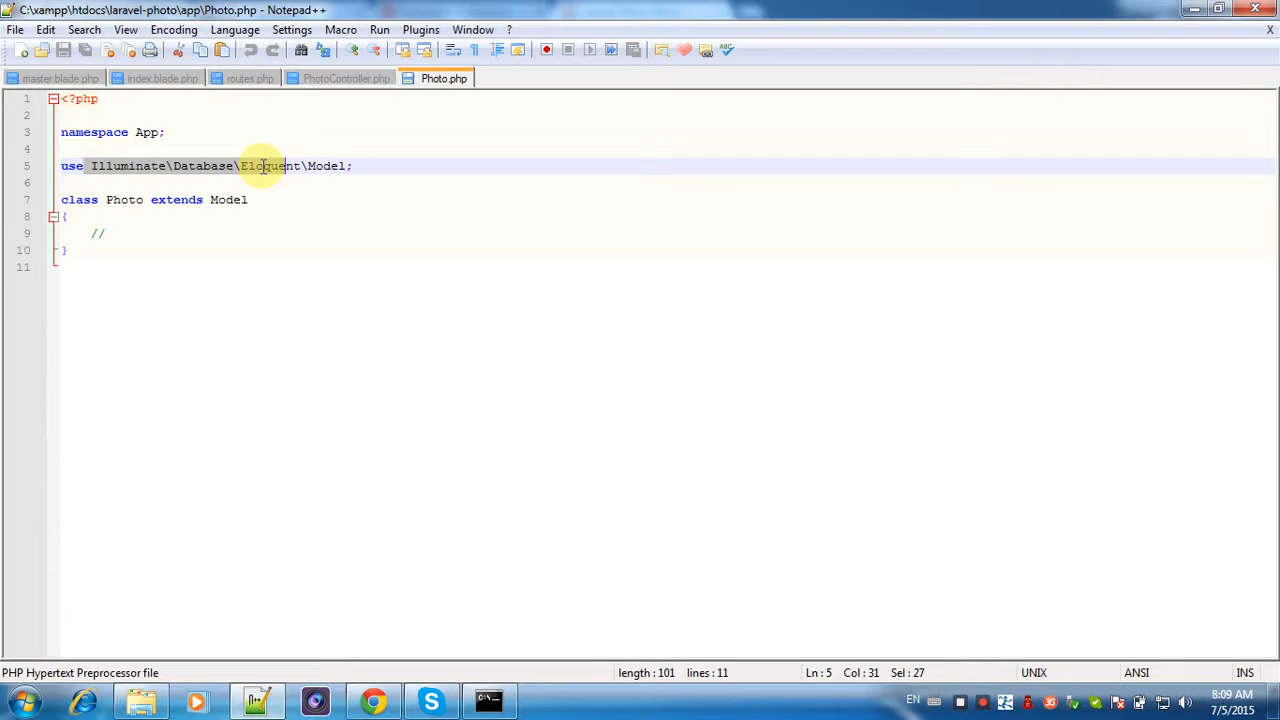 C:\xampp\htdocs\laravel-photo\app\Photo.php - Notepad++
File Edit Search View Encoding Language Settings Macro Run Plugins Window ? X
master.blade.php index.blade.php routes.php PhotoController.php Photo.php
1 <?php
2
3 namespace App;
4
5 use Illuminate\Database\Eloquent\Model;
6
7 class Photo extends Model
8 {
9 //
10 }
11
PHP Hypertext Preprocessor file length : 101 lines : 11 Ln : 5 Col : 31 Sel : 27 UNIX ANSI INS
EN 8:09 AM
7/5/2015